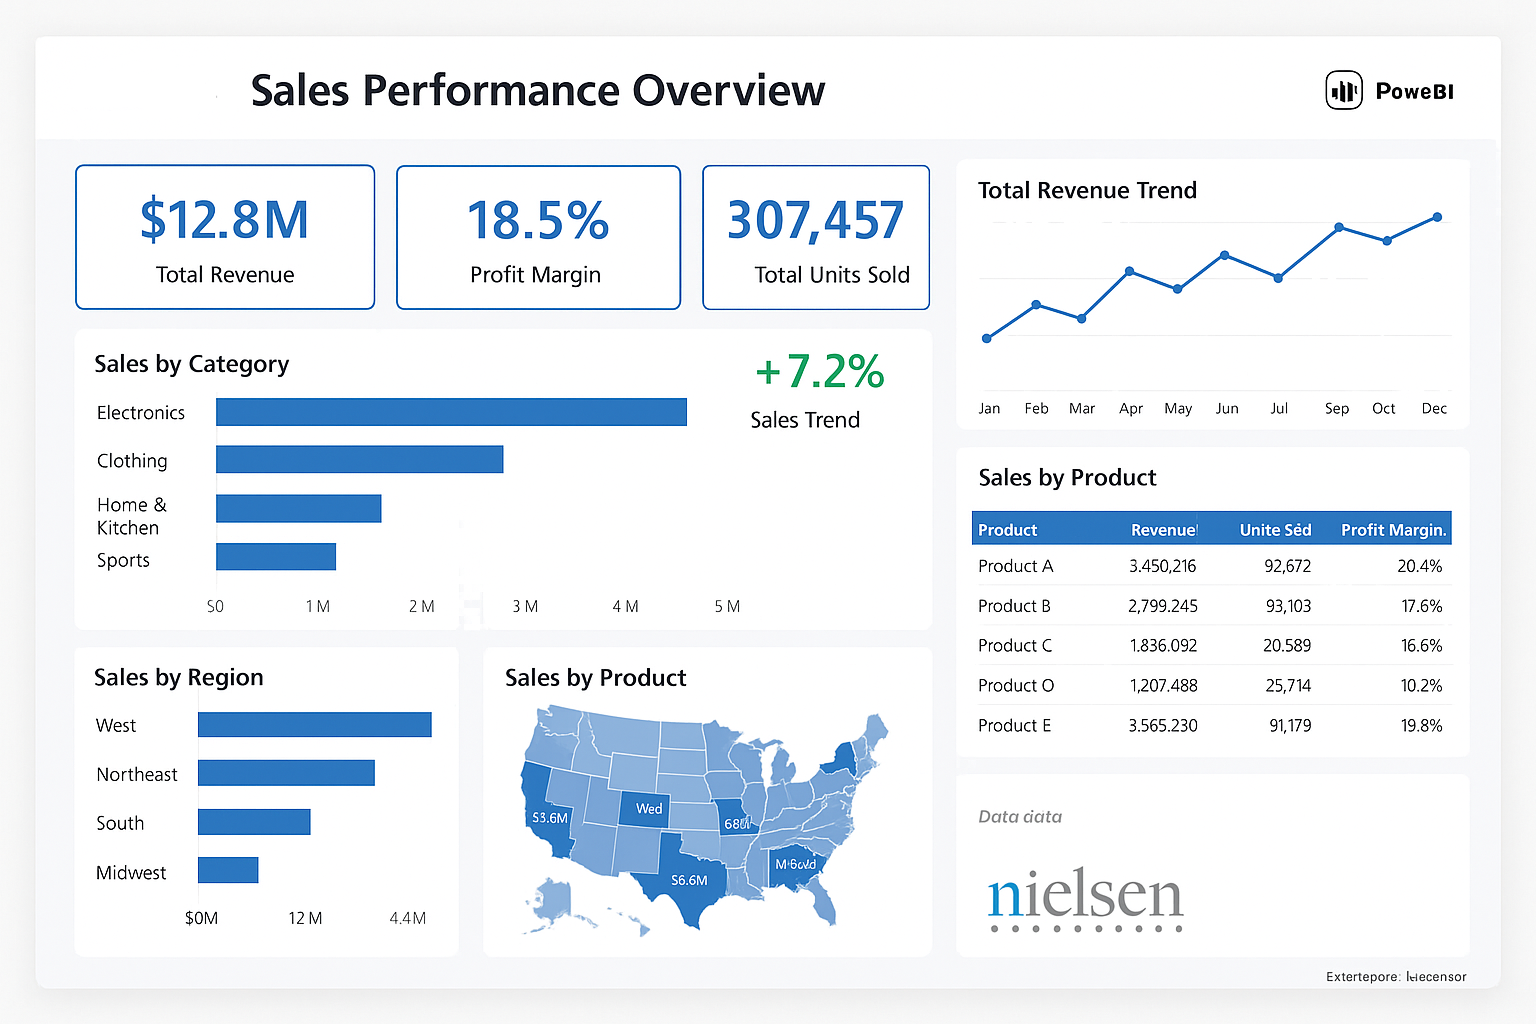 Sales Performance Overview
PoweBI
$12.8M
Total Revenue
18.5%
Profit Margin
307,457
Total Units Sold
Total Revenue Trend
Jan Feb Mar Apr May Jun Jul Sep Oct Dec
Sales by Category
+7.2%
Sales Trend
Electronics
Clothing
Home &
Kitchen
Sports
S0 1 M 2 M 3 M 4 M 5 M
Sales by Product
Product Revenue Unite Séd Profit Margin.
Product A 3.450,216 92,672 20.4%
Product B 2,799.245 93,103 17.6%
Product C 1.836.092 20.589 16.6%
Product O 1,207.488 25,714 10.2%
Product E 3.565.230 91,179 19.8%
Sales by Region
West
Northeast
South
Midwest
$0M 12 M 4.4M
Sales by Product
S3.6M
Wed
S6.6M
Data ciata
nielsen
Extertepore: